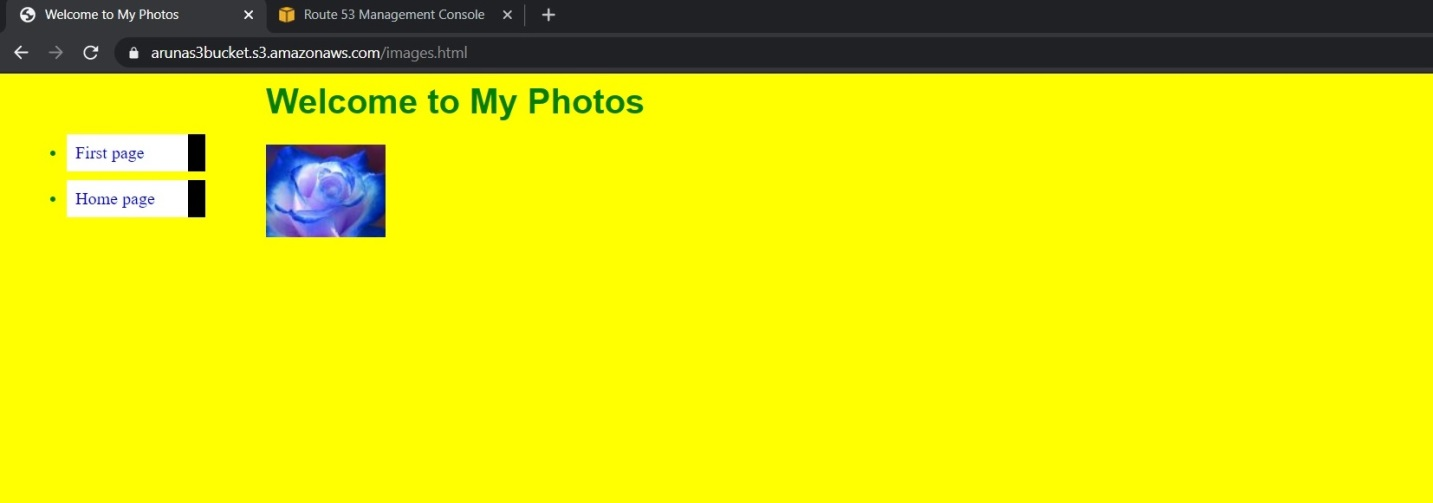 Welcome to My Photos
Route 53 Management Console
arunas3bucket.s3.amazonaws.com/images.html
Welcome to My Photos
First page
Home page